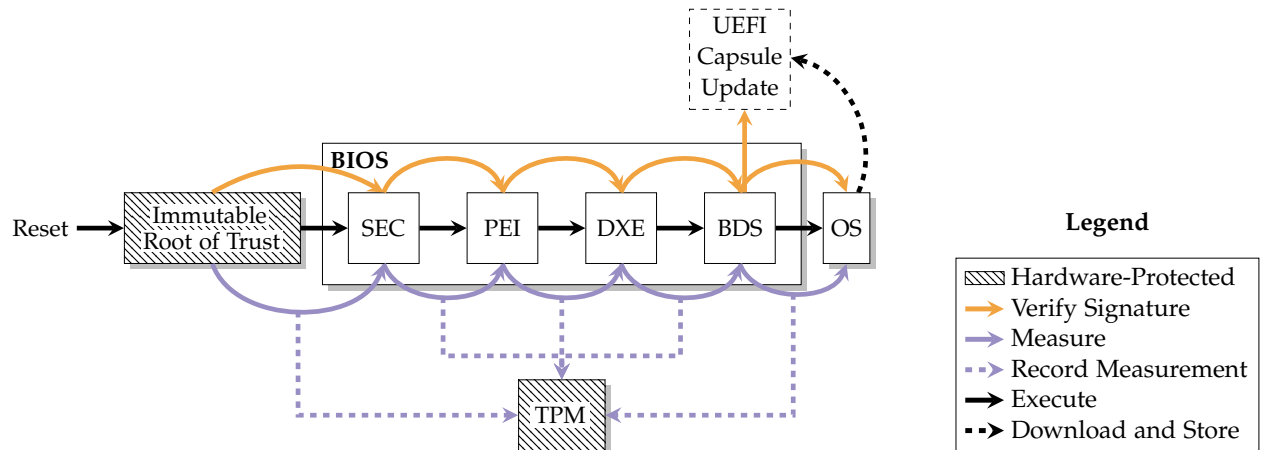 UEFI
Capsule
Update
BIOS
Reset
Immutable
Root of Trust
SEC
PEI
DXE
BDS
OS
TPM
Legend
Hardware-Protected
Verify Signature
Measure
Record Measurement
Execute
Download and Store